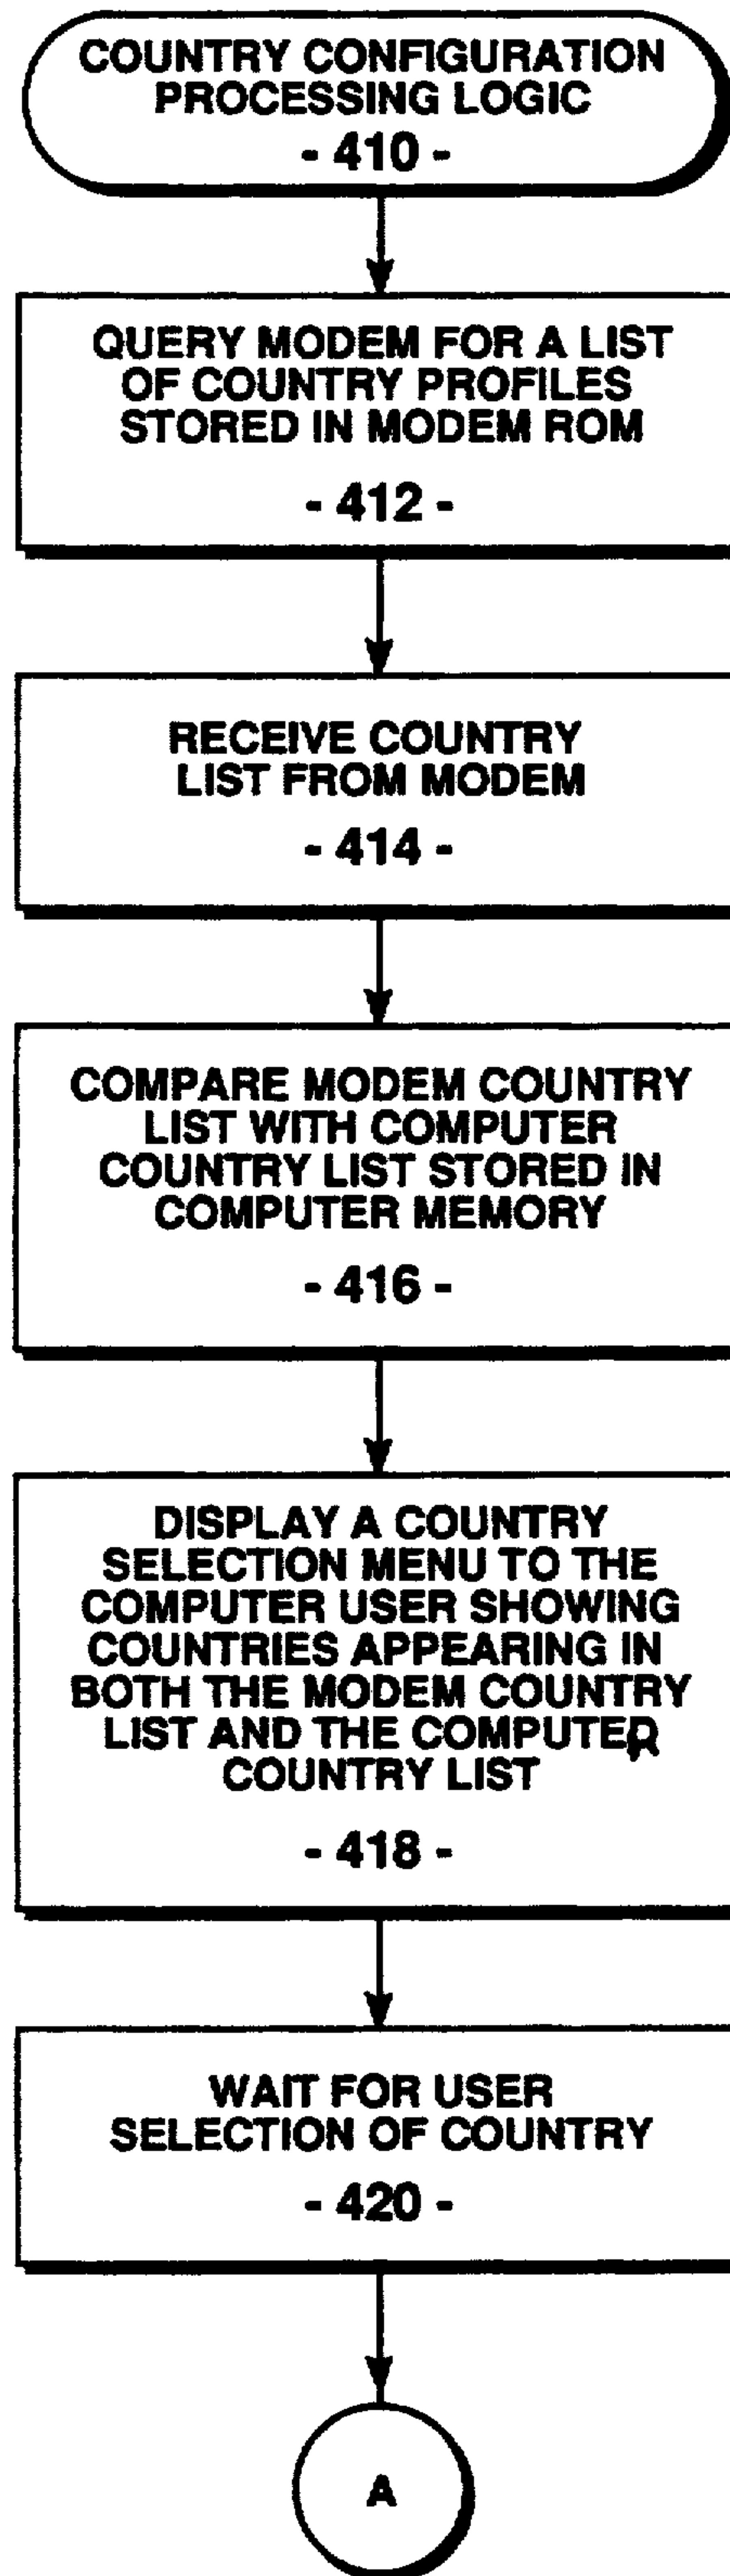 COUNTRY CONFIGURATION
PROCESSING LOGIC
- 410 -
QUERY MODEM FOR A LIST
OF COUNTRY PROFILES
STORED IN MODEM ROM
- 412 -
RECEIVE COUNTRY
LIST FROM MODEM
- 414 -
COMPARE MODEM COUNTRY
LIST WITH COMPUTER
COUNTRY LIST STORED IN
COMPUTER MEMORY
- 416 -
DISPLAY A COUNTRY
SELECTION MENU TO THE
COMPUTER USER SHOWING
COUNTRIES APPEARING IN
BOTH THE MODEM COUNTRY
LIST AND THE COMPUTER
COUNTRY LIST
- 418 -
WAIT FOR USER
SELECTION OF COUNTRY
- 420 -
A